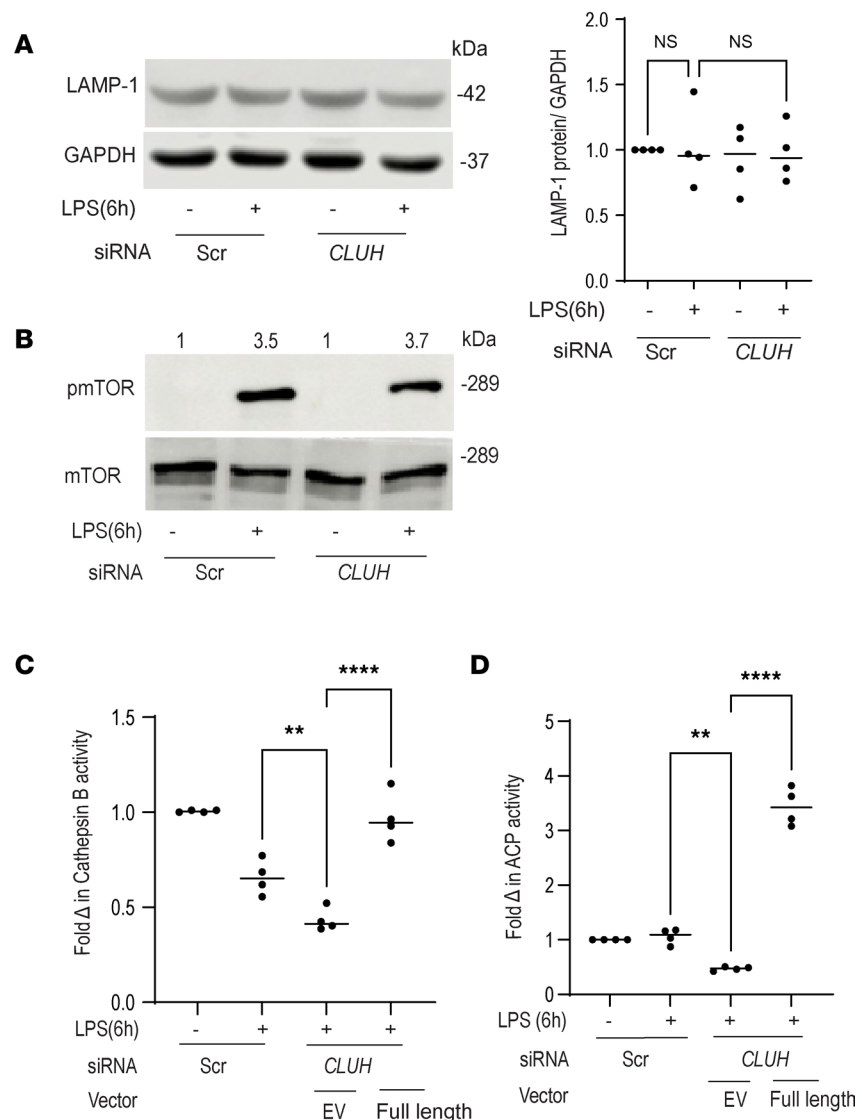 A
kDa
LAMP-1
-42
GAPDH
-37
LPS(6h) - + - +
siRNA Scr CLUH
LAMP-1 protein/ GAPDH
2.0
1.5
1.0
0.5
0.0
NS NS
LPS(6h) - + - +
siRNA Scr CLUH
B
1 3.5 1 3.7 kDa
pmTOR -289
mTOR -289
LPS(6h) - + - +
siRNA Scr CLUH
C
Fold Δ in Cathepsin B activity
1.5
1.0
0.5
0.0
** ****
LPS(6h) - + + +
siRNA Scr CLUH
Vector EV Full length
D
Fold Δ in ACP activity
5
4
3
2
1
0
** ****
LPS (6h) - + + +
siRNA Scr CLUH
Vector EV Full length